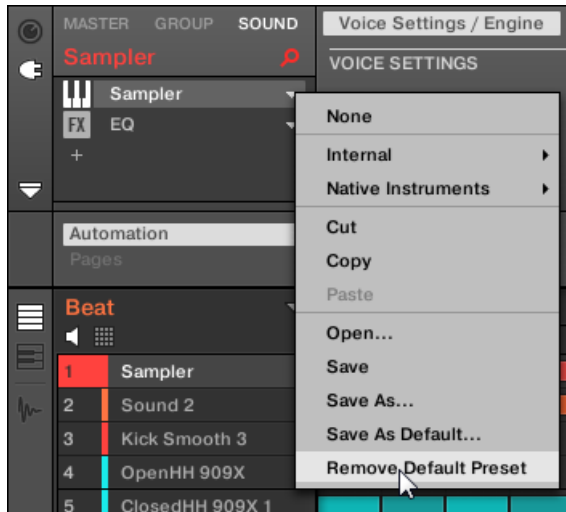 MASTER GROUP SOUND
Voice Settings / Engine
Sampler
VOICE SETTINGS
Sampler
FX EQ
+
None
Internal
Native Instruments
Cut
Copy
Paste
Open...
Save
Save As...
Save As Default...
Remove Default Preset
Automation
Pages
Beat
1 Sampler
2 Sound 2
3 Kick Smooth 3
4 OpenHH 909X
5 ClosedHH 909X 1